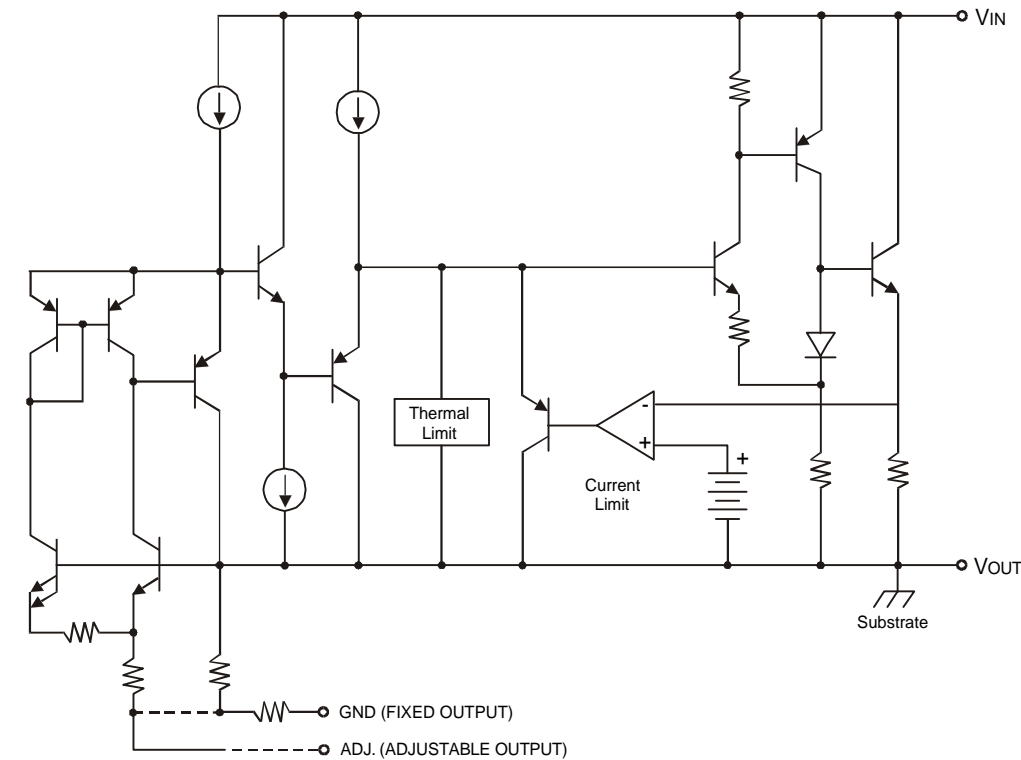 VIN
Thermal
Limit
-
+
+
Current
Limit
VOUT
Substrate
GND (FIXED OUTPUT)
ADJ. (ADJUSTABLE OUTPUT)